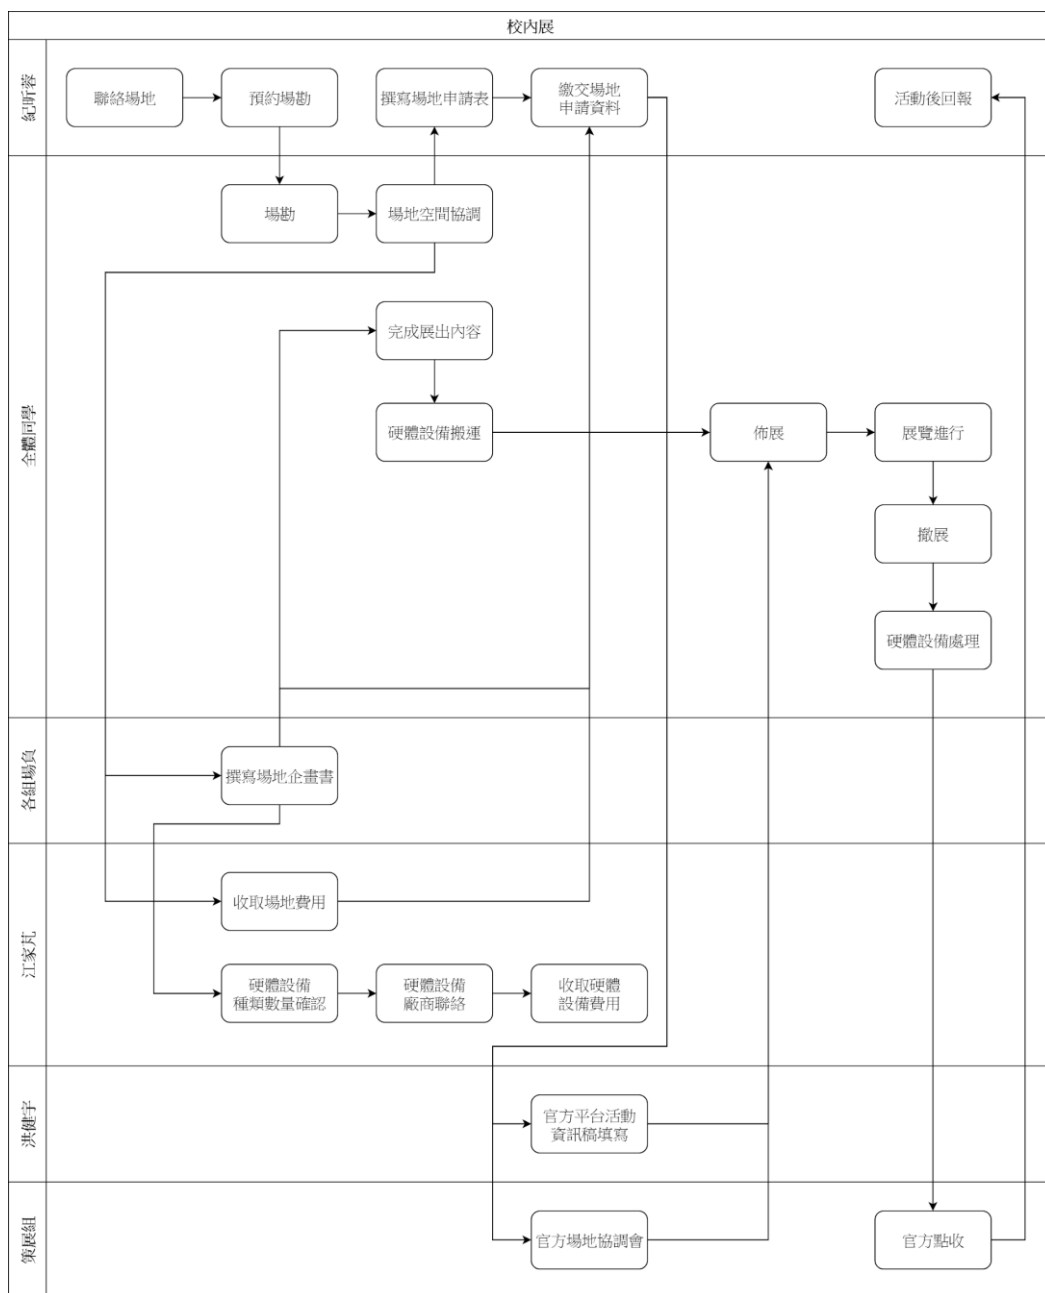 校內展
紀昕蓉
聯絡場地
預約場勘
撰寫場地申請表
繳交場地
申請資料
活動後回報
全體同學
場勘
場地空間協調
完成展出內容
硬體設備搬運
佈展
展覽進行
撤展
硬體設備處理
各組場負
撰寫場地企畫書
江家芃
收取場地費用
硬體設備
種類數量確認
硬體設備
廠商聯絡
收取硬體
設備費用
洪健宇
官方平台活動
資訊稿填寫
策展組
官方場地協調會
官方點收